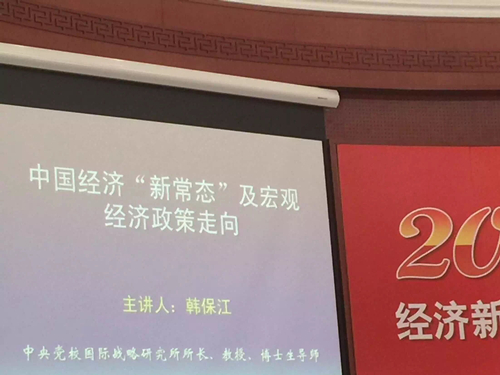 中国经济“新常态”及宏观
经济政策走向
主讲人：韩保江
中央党校国际战略研究所所长、教授、博士生导师
20
经济新